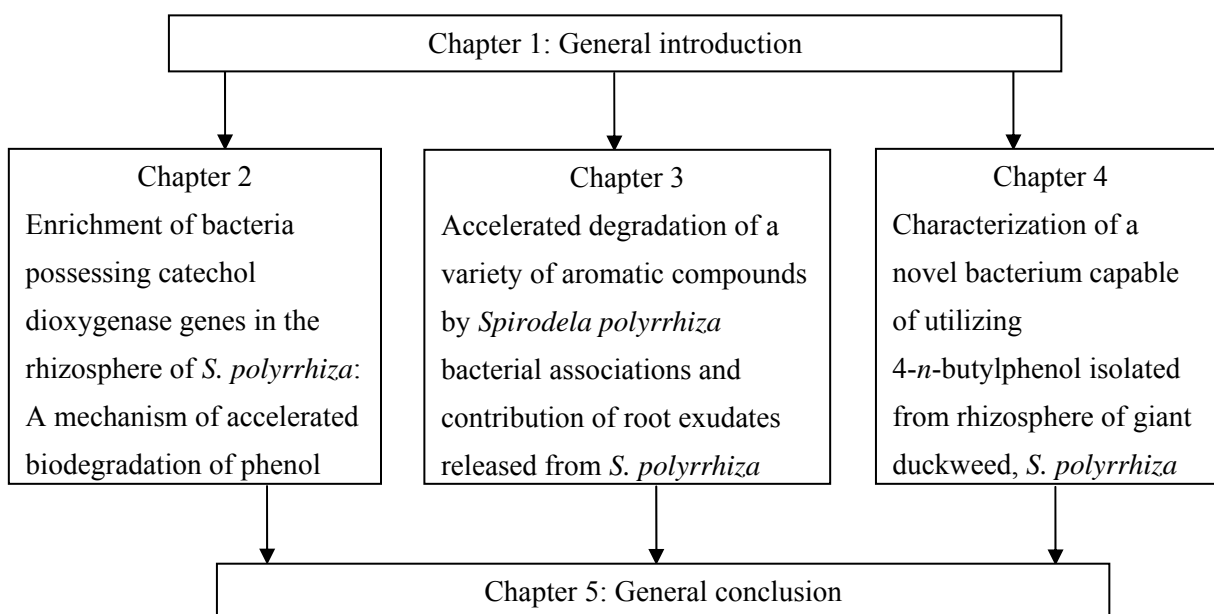 Chapter 1: General introduction
Chapter 2
Enrichment of bacteria
possessing catechol
dioxygenase genes in the
rhizosphere of S. polyrrhiza:
A mechanism of accelerated
biodegradation of phenol
Chapter 3
Accelerated degradation of a
variety of aromatic compounds
by Spirodela polyrrhiza
bacterial associations and
contribution of root exudates
released from S. polyrrhiza
Chapter 4
Characterization of a
novel bacterium capable
of utilizing
4-n-butylphenol isolated
from rhizosphere of giant
duckweed, S. polyrrhiza
Chapter 5: General conclusion